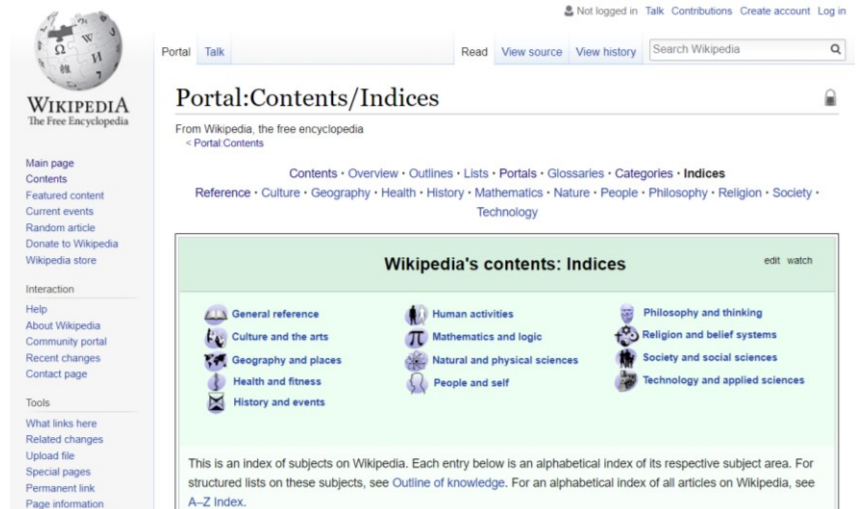 Not logged in Talk Contributions Create account Log in
Portal Talk Read View source View history Search Wikipedia
WIKIPEDIA
The Free Encyclopedia
Main page
Contents
Featured content
Current events
Random article
Donate to Wikipedia
Wikipedia store
Interaction
Help
About Wikipedia
Community portal
Recent changes
Contact page
Tools
What links here
Related changes
Upload file
Special pages
Permanent link
Page information
Portal:Contents/Indices
From Wikipedia, the free encyclopedia
< Portal:Contents
Contents · Overview · Outlines · Lists · Portals · Glossaries · Categories · Indices
Reference · Culture · Geography · Health · History · Mathematics · Nature · People · Philosophy · Religion · Society ·
Technology
Wikipedia's contents: Indices
edit watch
General reference
Culture and the arts
Geography and places
Health and fitness
History and events
Human activities
Mathematics and logic
Natural and physical sciences
People and self
Philosophy and thinking
Religion and belief systems
Society and social sciences
Technology and applied sciences
This is an index of subjects on Wikipedia. Each entry below is an alphabetical index of its respective subject area. For
structured lists on these subjects, see Outline of knowledge. For an alphabetical index of all articles on Wikipedia, see
A–Z Index.